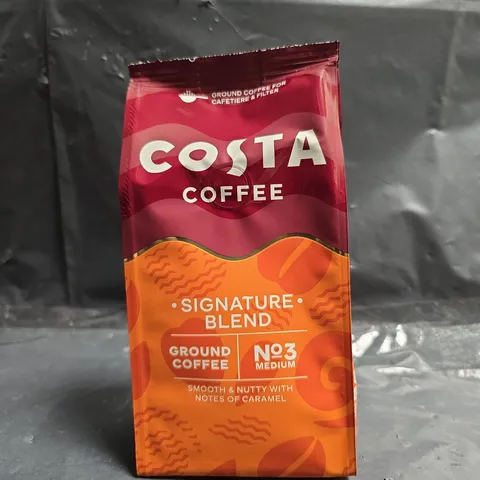 GROUND COFFEE FOR
CAFETIERE & FILTER
COSTA
COFFEE
• SIGNATURE •
BLEND
GROUND
COFFEE
Nº3
MEDIUM
SMOOTH & NUTTY WITH
NOTES OF CARAMEL